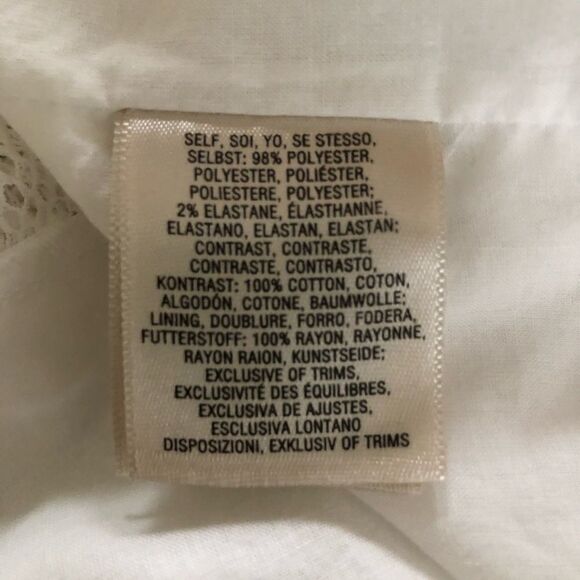 SELF, SOI, YO, SE STESSO,
SELBST: 98% POLYESTER,
POLYESTER, POLIÉSTER,
POLIESTERE, POLYESTER;
2% ELASTANE, ÉLASTHANNE,
ELASTANO, ELASTAN, ELASTAN;
CONTRAST, CONTRASTE,
CONTRASTE, CONTRASTO,
KONTRAST: 100% COTTON, COTON,
ALGODÓN, COTONE, BAUMWOLLE;
LINING, DOUBLURE, FORRO, FODERA,
FUTTERSTOFF: 100% RAYON, RAYONNE,
RAYON RAION, KUNSTSEIDE;
EXCLUSIVE OF TRIMS,
EXCLUSIVITÉ DES ÉQUILIBRES,
EXCLUSIVA DE AJUSTES,
ESCLUSIVA LONTANO
DISPOSIZIONI, EXKLUSIV OF TRIMS